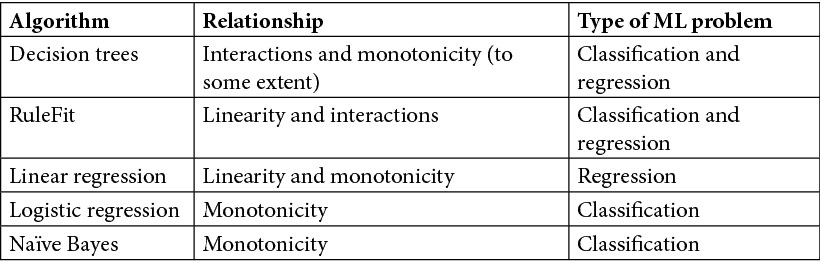 Algorithm Relationship Type of ML problem
Decision trees Interactions and monotonicity (to Classification and
some extent) regression
RuleFit Linearity and interactions Classification and
regression
Linear regression Linearity and monotonicity Regression
Logistic regression Monotonicity Classification
Naïve Bayes Monotonicity Classification